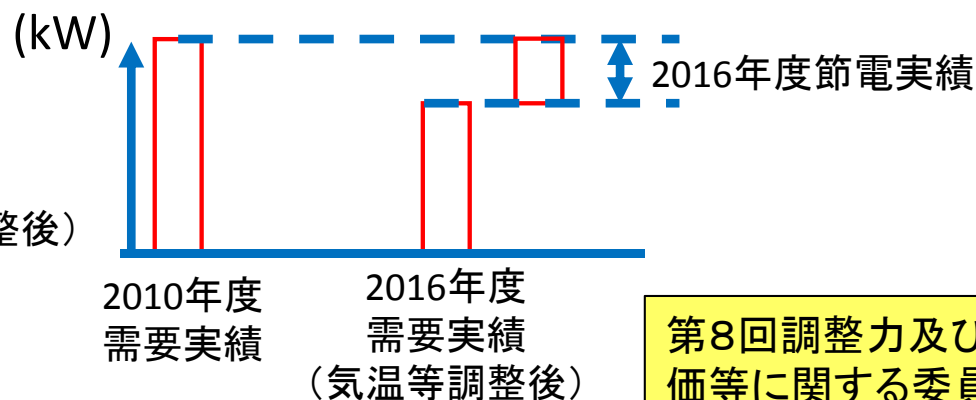 (kW)
2016年度節電実績
整後）
2010年度
需要実績
2016年度
需要実績
（気温等調整後）
第8回調整力及び
価等に関する委員